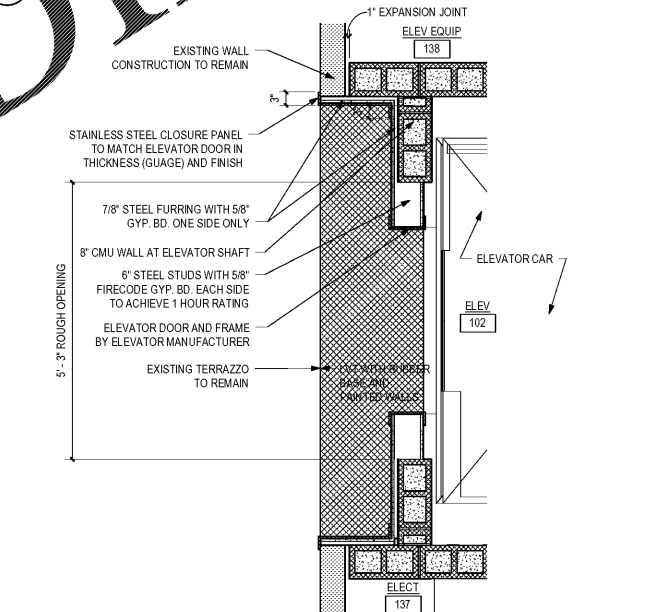 1" EXPANSION JOINT
ELEV EQUIP
138
EXISTING WALL
CONSTRUCTION TO REMAIN
3"
STAINLESS STEEL CLOSURE PANEL
TO MATCH ELEVATOR DOOR IN
THICKNESS (GUAGE) AND FINISH
7/8" STEEL FURRING WITH 5/8"
GYP. BD. ONE SIDE ONLY
8" CMU WALL AT ELEVATOR SHAFT
6" STEEL STUDS WITH 5/8"
FIRECODE GYP. BD. EACH SIDE
TO ACHIEVE 1 HOUR RATING
ELEVATOR CAR
ELEV
102
ELEVATOR DOOR AND FRAME
BY ELEVATOR MANUFACTURER
5' - 3" ROUGH OPENING
EXISTING TERRAZZO
TO REMAIN
LVT WITH RUBBER
BASE AND
PAINTED WALLS
ELECT
137